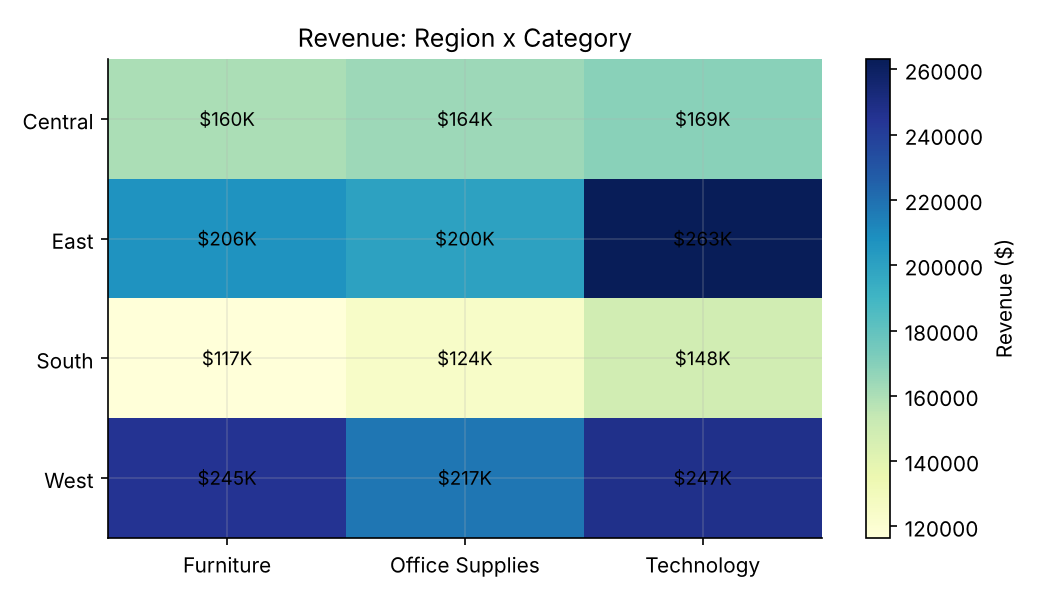 Revenue: Region x Category
Central
$160K
$164K
$169K
East
$206K
$200K
$263K
South
$117K
$124K
$148K
West
$245K
$217K
$247K
Furniture
Office Supplies
Technology
260000
240000
220000
200000
180000
160000
140000
120000
Revenue ($)